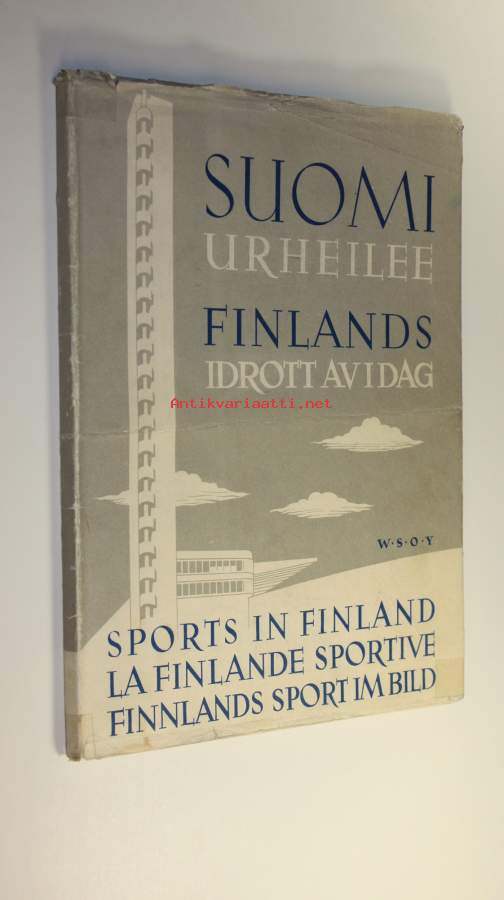 SUOMI
URHEILEE
FINLANDS
IDROTT AV I DAG
Antikvariaatti.net
W·S·O·Y
SPORTS IN FINLAND
LA FINLANDE SPORTIVE
FINNLANDS SPORT IM BILD